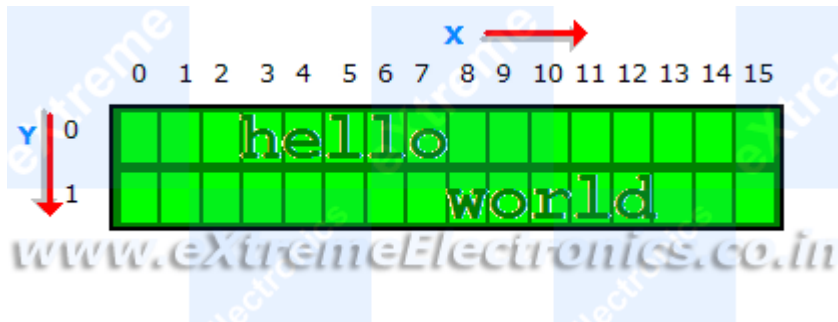 X
0 1 2 3 4 5 6 7 8 9 10 11 12 13 14 15
Y 0 hello
1 world
www.eXtremeElectronics.co.in